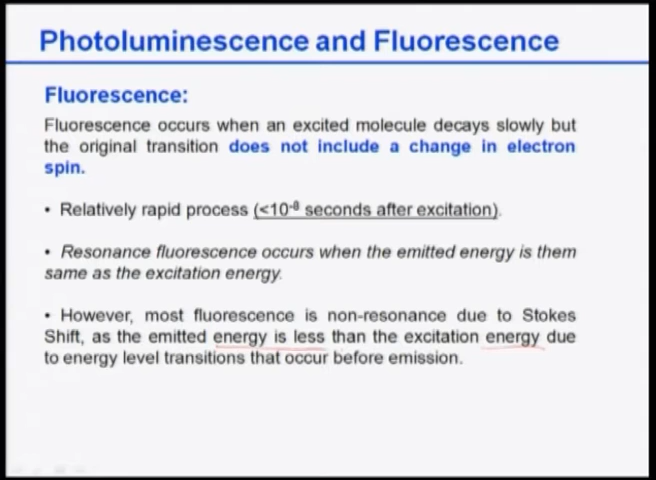 Photoluminescence and Fluorescence
Fluorescence:
Fluorescence occurs when an excited molecule decays slowly but
the original transition does not include a change in electron
spin.
• Relatively rapid process (<10⁻⁸ seconds after excitation).
• Resonance fluorescence occurs when the emitted energy is them
same as the excitation energy.
• However, most fluorescence is non-resonance due to Stokes
Shift, as the emitted energy is less than the excitation energy due
to energy level transitions that occur before emission.